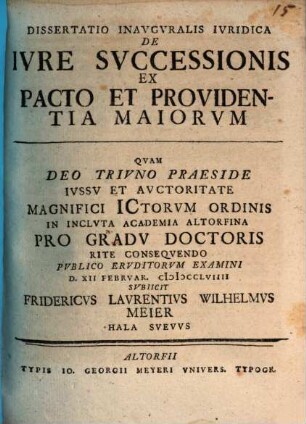 15
DISSERTATIO INAVGVRALIS IVRIDICA
DE
IVRE SVCCESSIONIS
EX
PACTO ET PROVIDEN-
TIA MAIORVM
QVAM
DEO TRIVNO PRAESIDE
IVSSV ET AVCTORITATE
MAGNIFICI ICTORVM ORDINIS
IN INCLVTA ACADEMIA ALTORFINA
PRO GRADV DOCTORIS
RITE CONSEQVENDO
PVBLICO ERVDITORVM EXAMINI
D. XII FEBRVAR. CIↃIↃCCLVIIII
SVBIICIT
FRIDERICVS LAVRENTIVS WILHELMVS
MEIER
HALA SVEVVS
ALTORFII
TYPIS IO. GEORGII MEYERI VNIVERS. TYPOGR.